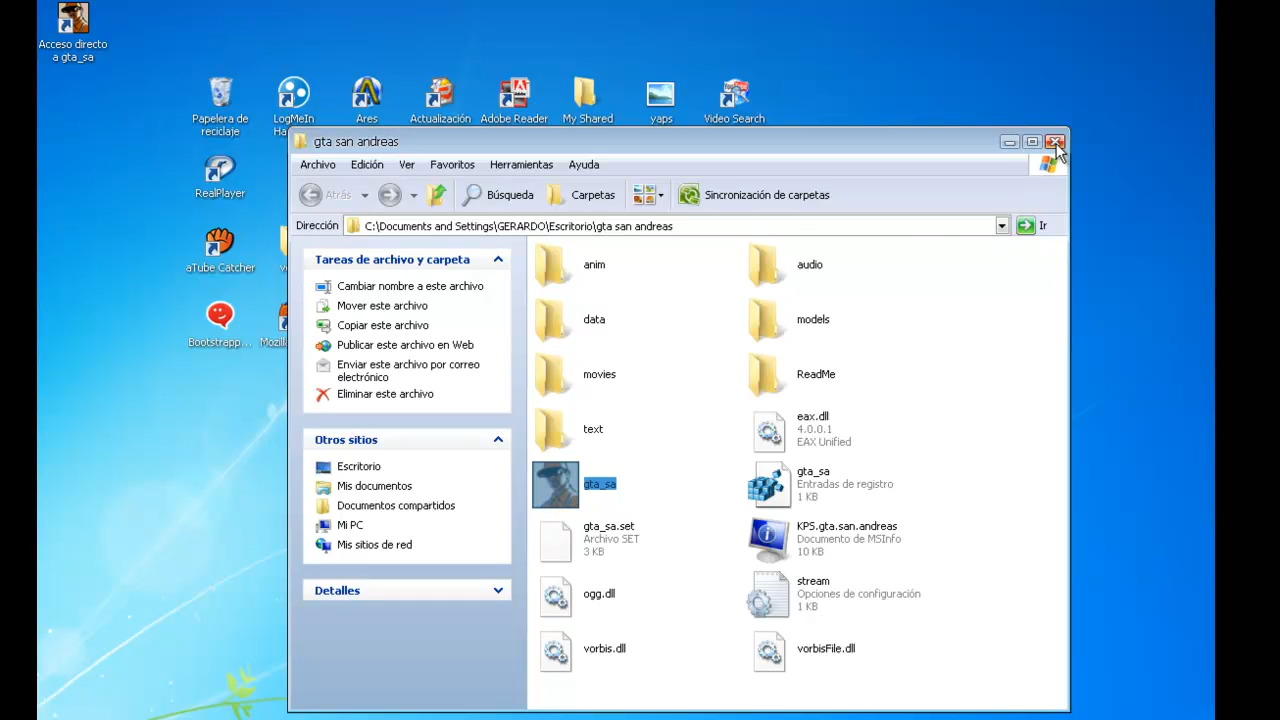 Acceso directo
a gta_sa
Papelera de
reciclaje
LogMeIn
Ares
Actualización
Adobe Reader
My Shared
yaps
Video Search
RealPlayer
aTube Catcher
Bootstrapp...
gta san andreas
Archivo Edición Ver Favoritos Herramientas Ayuda
Atrás Búsqueda Carpetas Sincronización de carpetas
Dirección C:\Documents and Settings\GERARDO\Escritorio\gta san andreas Ir
Tareas de archivo y carpeta
Cambiar nombre a este archivo
Mover este archivo
Copiar este archivo
Publicar este archivo en Web
Enviar este archivo por correo
electrónico
Eliminar este archivo
Otros sitios
Escritorio
Mis documentos
Documentos compartidos
Mi PC
Mis sitios de red
Detalles
anim
audio
data
models
movies
ReadMe
text
eax.dll
4.0.0.1
EAX Unified
gta_sa
gta_sa
Entradas de registro
1 KB
gta_sa.set
Archivo SET
3 KB
KPS.gta.san.andreas
Documento de MSInfo
10 KB
ogg.dll
stream
Opciones de configuración
1 KB
vorbis.dll
vorbisFile.dll